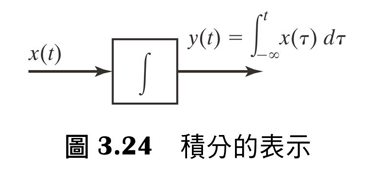 x(t)
∫
y(t) = ∫_{-∞}^{t} x(τ) dτ
圖 3.24 積分的表示